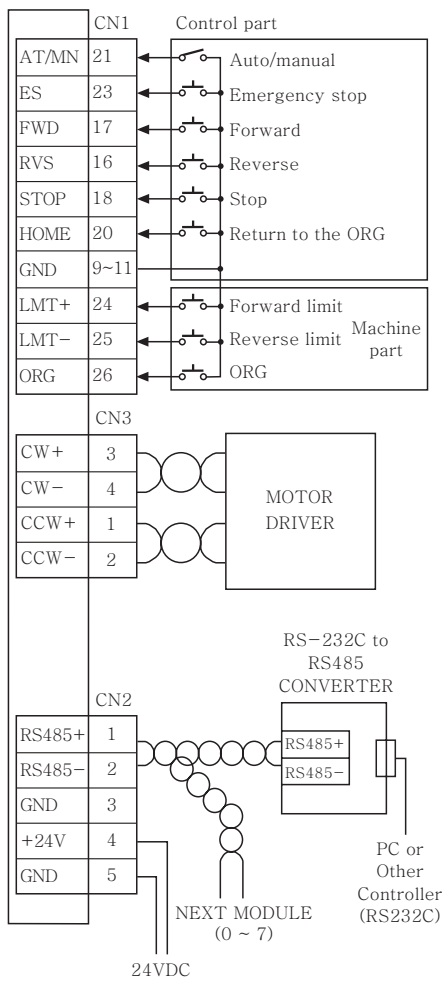 CN1 Control part
AT/MN 21 Auto/manual
ES 23 Emergency stop
FWD 17 Forward
RVS 16 Reverse
STOP 18 Stop
HOME 20 Return to the ORG
GND 9~11
LMT+ 24 Forward limit
LMT− 25 Reverse limit
Machine
part
ORG 26 ORG
CN3
CW+ 3
CW− 4
CCW+ 1
CCW− 2
MOTOR
DRIVER
RS−232C to
RS485
CONVERTER
CN2
RS485+ 1
RS485− 2
GND 3
+24V 4
GND 5
RS485+
RS485−
PC or
Other
Controller
(RS232C)
NEXT MODULE
(0 ~ 7)
24VDC